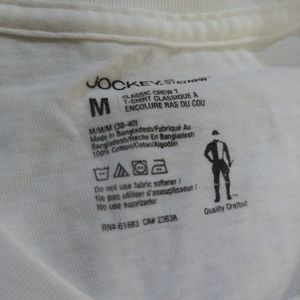 JOCKEY
M
CLASSIC CREW T
T-SHIRT CLASSIQUE À
ENCOLURE RAS DU COU
M/M/M (38-40)
Made in Bangladesh/Fabriqué Au
Bangladesh/Hecho En Bangladesh
100% Cotton/Coton/Algodón
Do not use fabric softener/
Ne pas utiliser d'assouplisseur/
No use suavizador
RN# 61683 CA# 23638
Quality Crafted